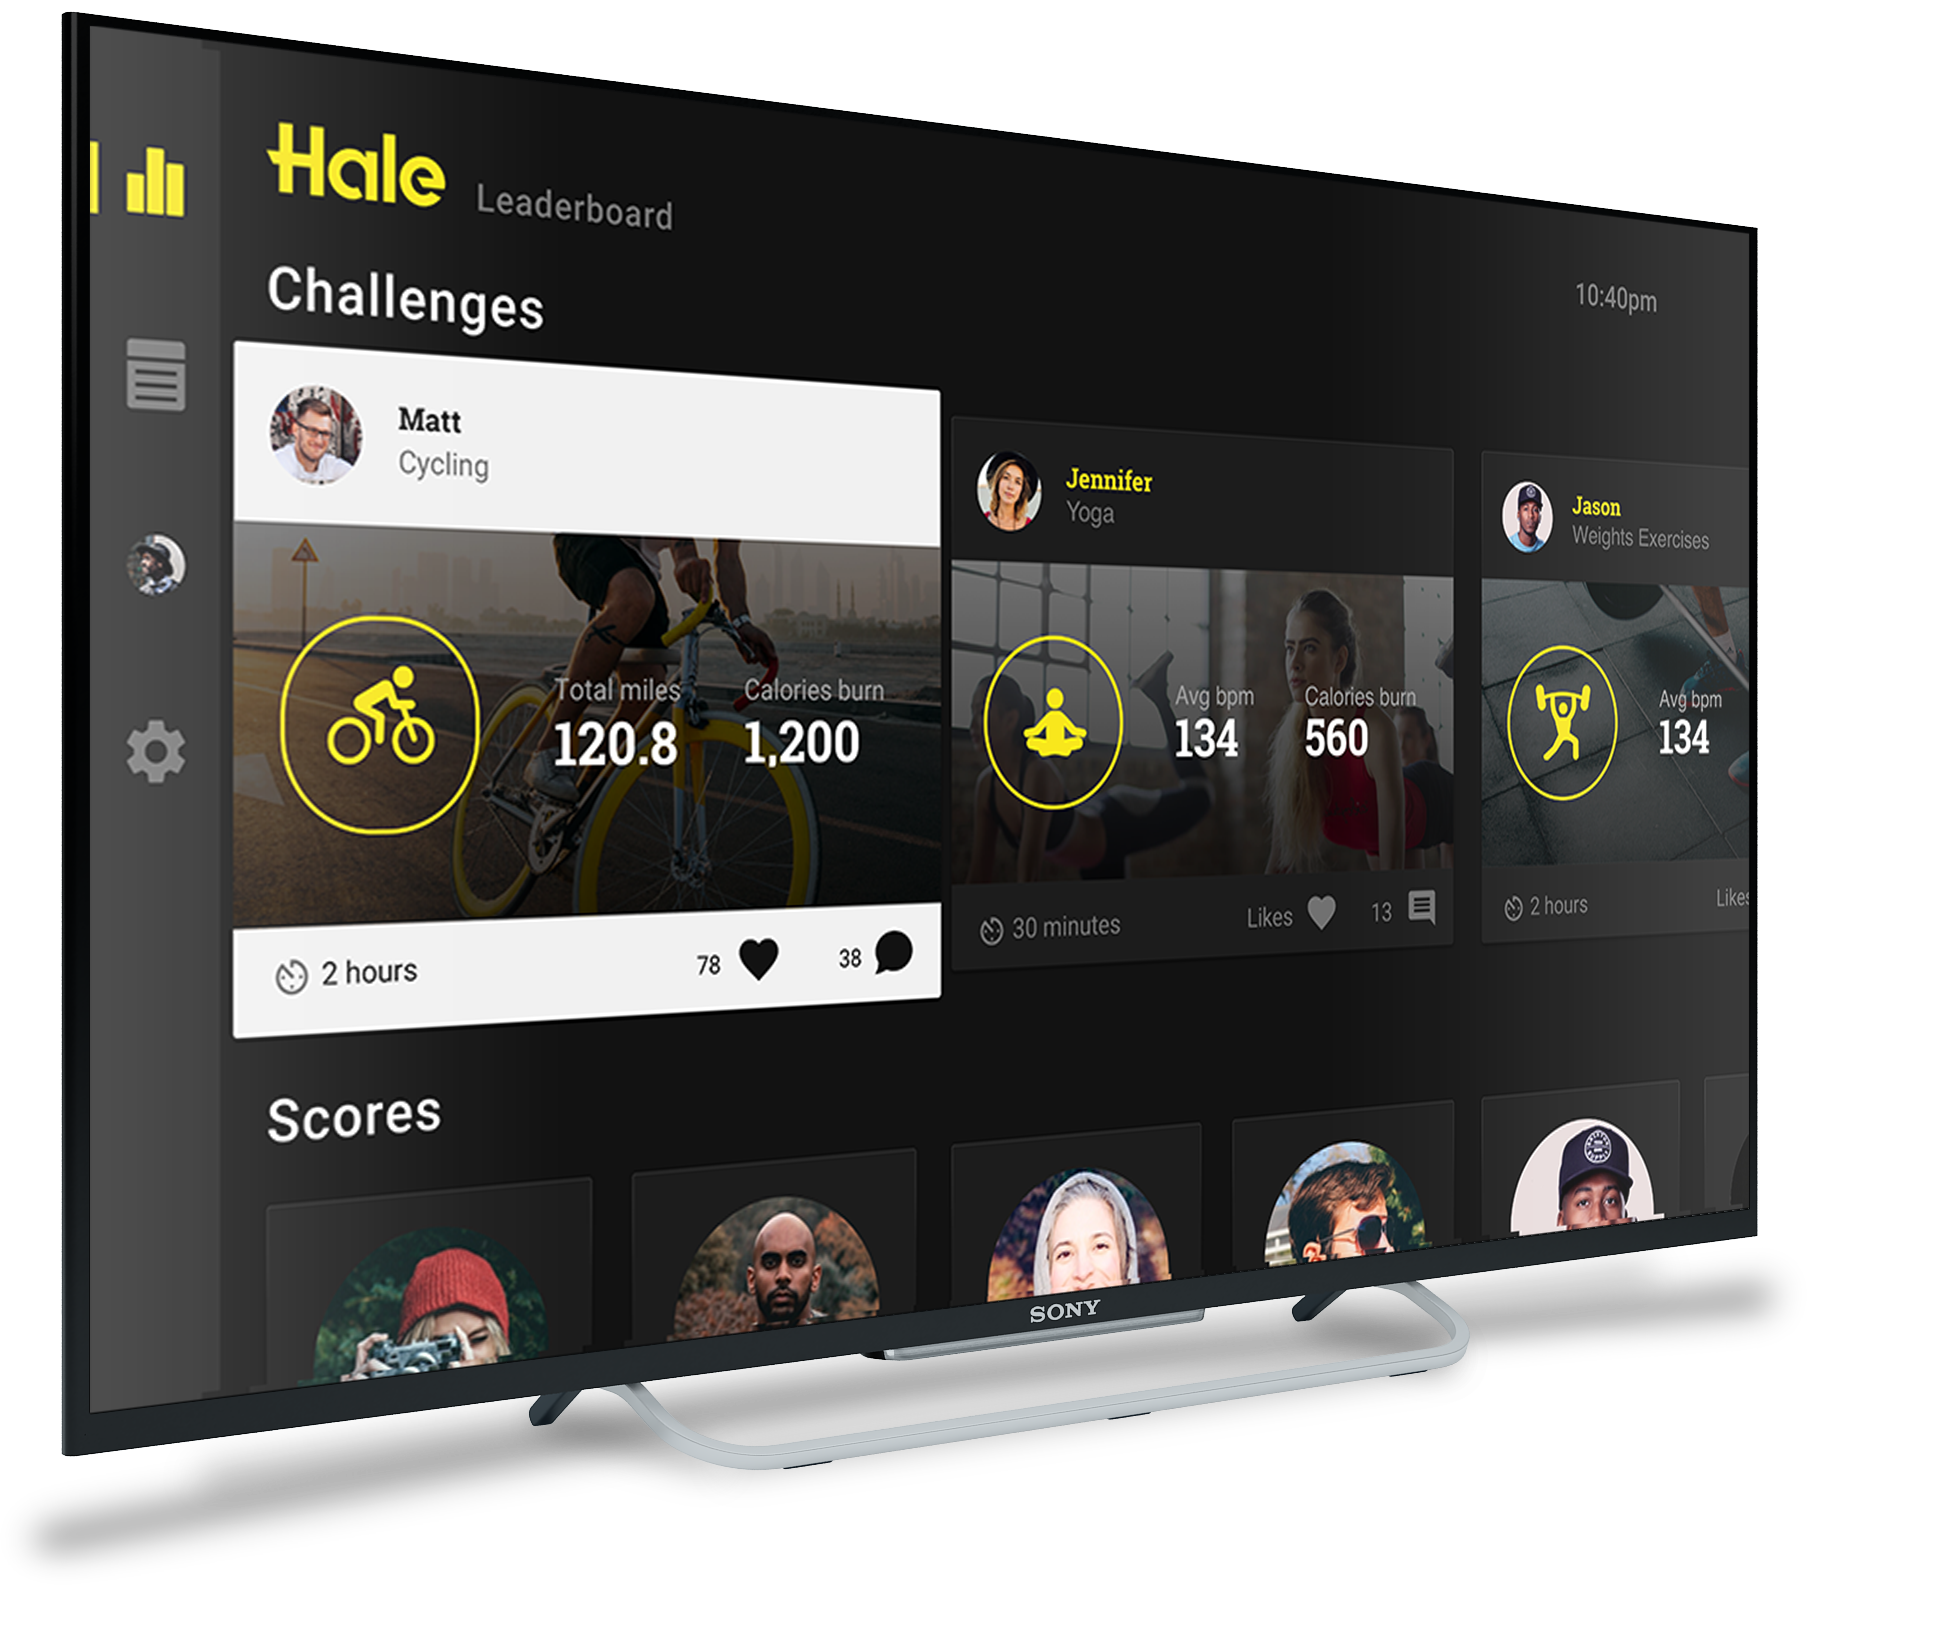 Hale Leaderboard
10:40pm
Challenges
Matt
Cycling
Total miles
120.8
Calories burn
1,200
2 hours
78
38
Jennifer
Yoga
Avg bpm
134
Calories burn
560
30 minutes
Likes
13
Jason
Weights Exercises
Avg bpm
134
2 hours
Likes
Scores
SONY